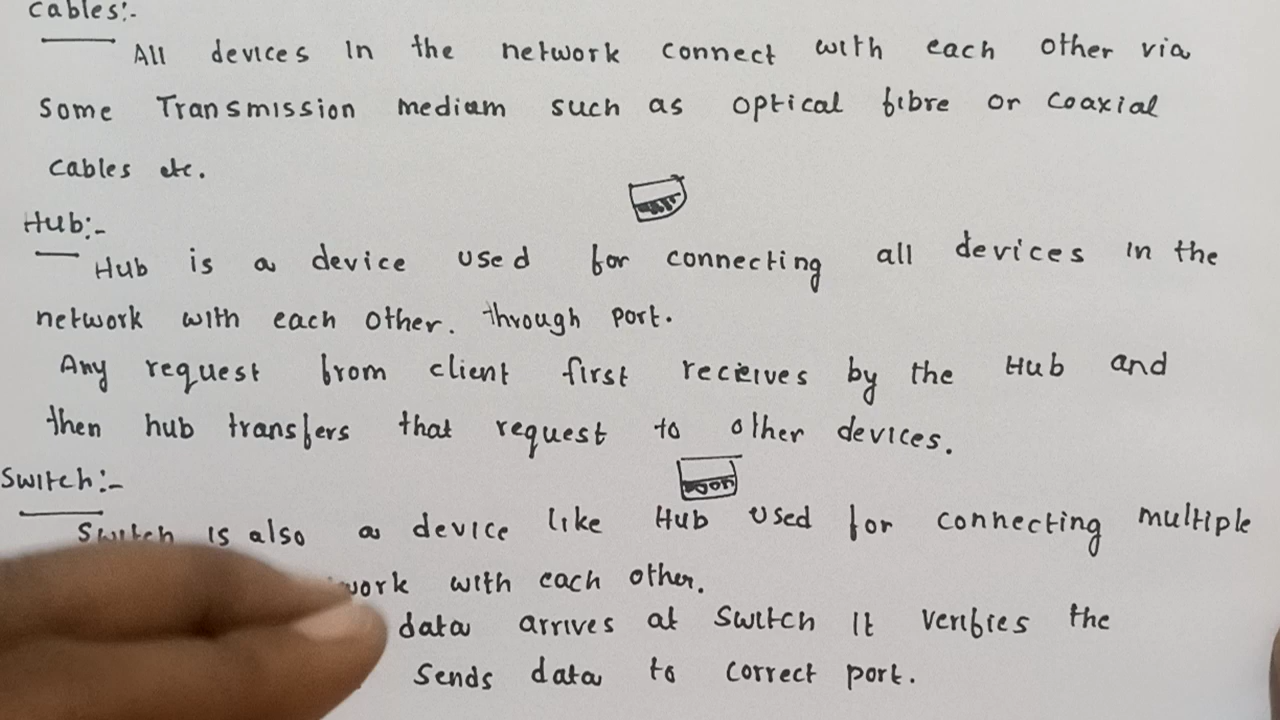 Cables:-
All devices in the network connect with each other via
some Transmission mediam such as optical fibre or coaxial
cables etc.
Hub:-
Hub is a device used for connecting all devices in the
network with each other. through port.
Any request from client first recieives by the Hub and
then hub transfers that request to other devices.
Switch:-
Switch is also a device like Hub used for connecting multiple
work with each other.
data arrives at switch it verifies the
sends data to correct port.